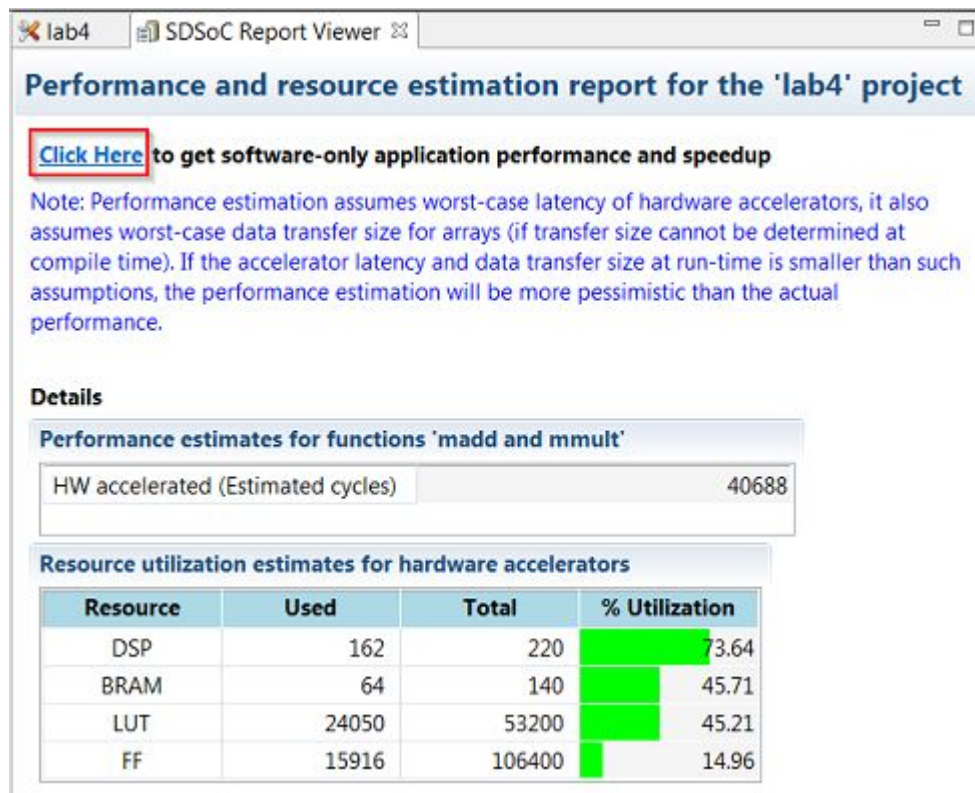 lab4 SDSoC Report Viewer
Performance and resource estimation report for the 'lab4' project
Click Here to get software-only application performance and speedup
Note: Performance estimation assumes worst-case latency of hardware accelerators, it also
assumes worst-case data transfer size for arrays (if transfer size cannot be determined at
compile time). If the accelerator latency and data transfer size at run-time is smaller than such
assumptions, the performance estimation will be more pessimistic than the actual
performance.
Details
Performance estimates for functions 'madd and mmult'
HW accelerated (Estimated cycles) 40688
Resource utilization estimates for hardware accelerators
Resource Used Total % Utilization
DSP 162 220 73.64
BRAM 64 140 45.71
LUT 24050 53200 45.21
FF 15916 106400 14.96